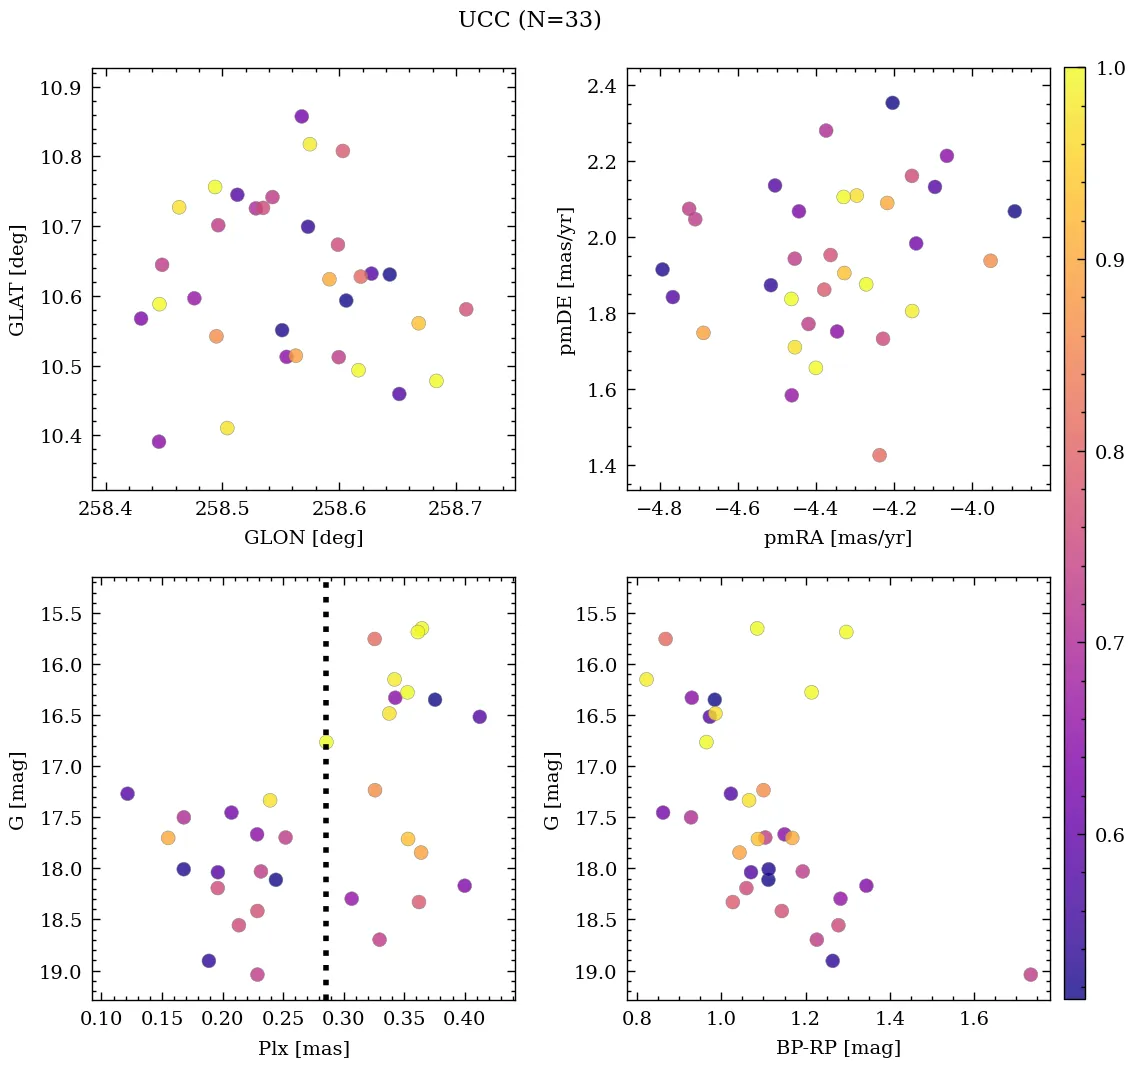 UCC (N=33)
10.9
10.8
10.7
10.6
10.5
10.4
GLAT [deg]
258.4 258.5 258.6 258.7
GLON [deg]
2.4
2.2
2.0
1.8
1.6
1.4
pmDE [mas/yr]
−4.8 −4.6 −4.4 −4.2 −4.0
pmRA [mas/yr]
1.0
0.9
0.8
0.7
0.6
15.5
16.0
16.5
17.0
17.5
18.0
18.5
19.0
G [mag]
0.10 0.15 0.20 0.25 0.30 0.35 0.40
Plx [mas]
15.5
16.0
16.5
17.0
17.5
18.0
18.5
19.0
G [mag]
0.8 1.0 1.2 1.4 1.6
BP-RP [mag]